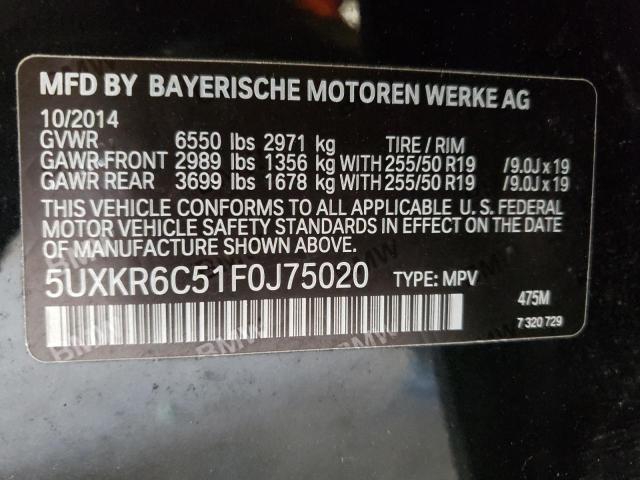 MFD BY BAYERISCHE MOTOREN WERKE AG
10/2014
GVWR 6550 lbs 2971 kg TIRE / RIM
GAWR FRONT 2989 lbs 1356 kg WITH 255/50 R19 /9.0J x 19
GAWR REAR 3699 lbs 1678 kg WITH 255/50 R19 /9.0J x 19
THIS VEHICLE CONFORMS TO ALL APPLICABLE U. S. FEDERAL
MOTOR VEHICLE SAFETY STANDARDS IN EFFECT ON THE DATE
OF MANUFACTURE SHOWN ABOVE.
5UXKR6C51F0J75020 TYPE: MPV
475M
7 320 729